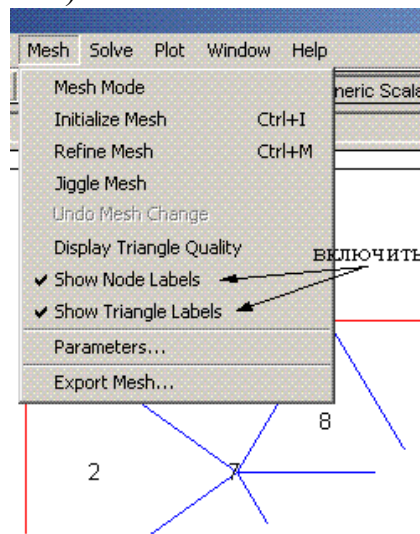 )
Mesh Solve Plot Window Help
Mesh Mode
neric Scala
Initialize Mesh Ctrl+I
Refine Mesh Ctrl+M
Jiggle Mesh
Undo Mesh Change
Display Triangle Quality
включить
Show Node Labels
Show Triangle Labels
Parameters...
Export Mesh...
8
2
7